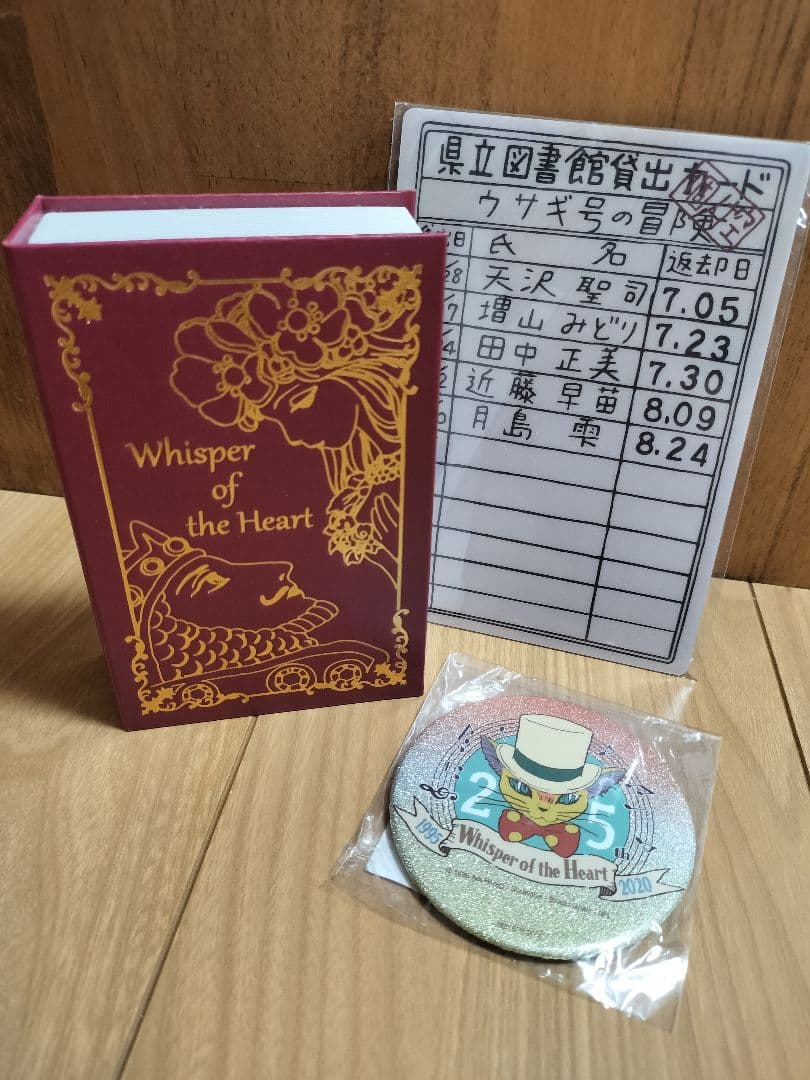 Whisper
of
the Heart
県立図書館貸出カード
ウサギ号の冒険
日 氏 名 返却日
天沢 聖司 7.05
増山 みどり 7.23
田中 正美 7.30
近藤 早苗 8.09
月島 雫 8.24
25th
1995 Whisper of the Heart 2020